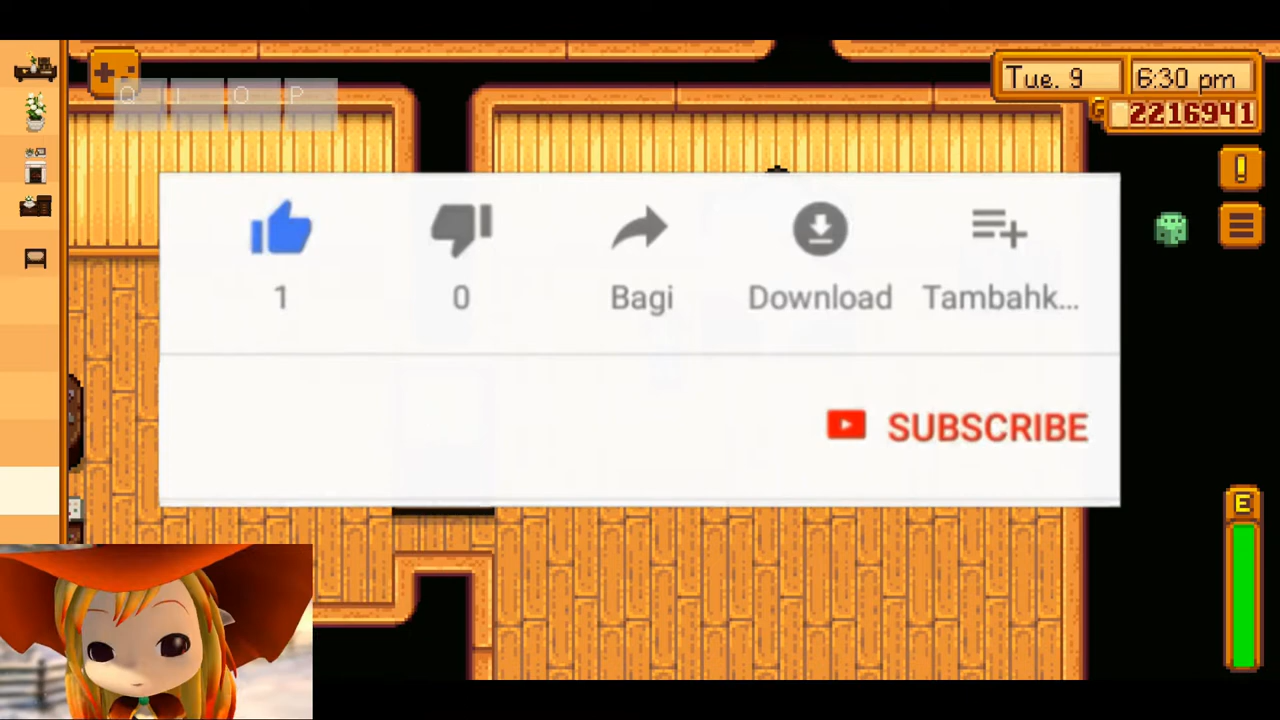 Q I O P
Tue. 9 6:30 pm
2216941
1 0 Bagi Download Tambahk...
SUBSCRIBE
E